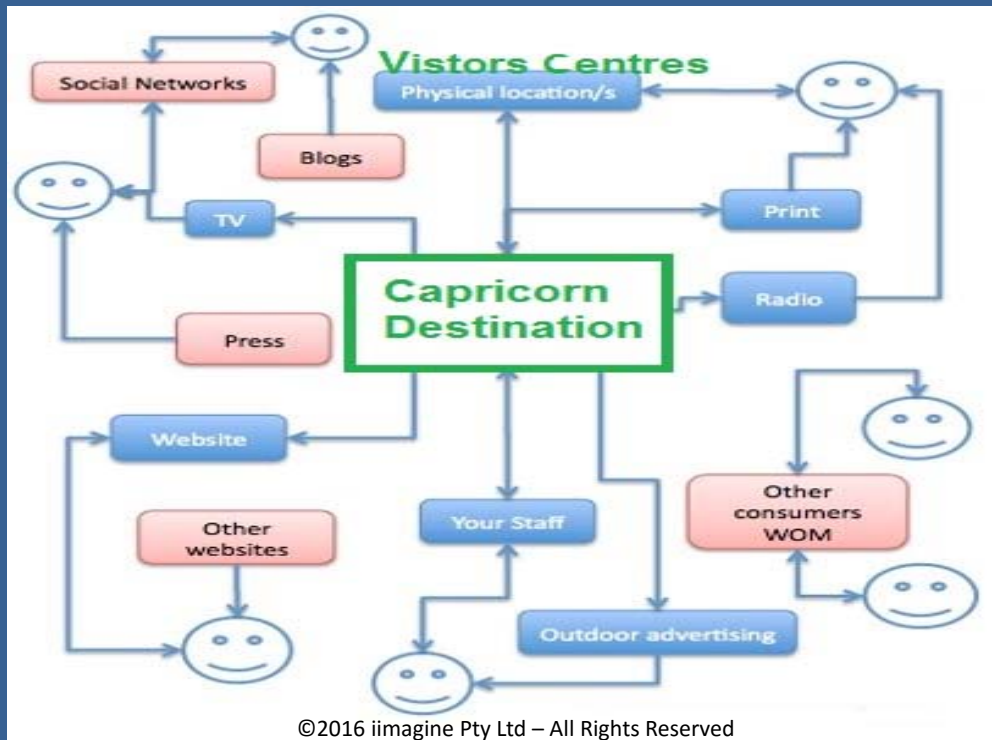 Vistors Centres
Social Networks
Physical location/s
Blogs
TV
Print
Capricorn
Destination
Radio
Press
Website
Other
websites
Your Staff
Other
consumers
WOM
Outdoor advertising
©2016 iimagine Pty Ltd – All Rights Reserved